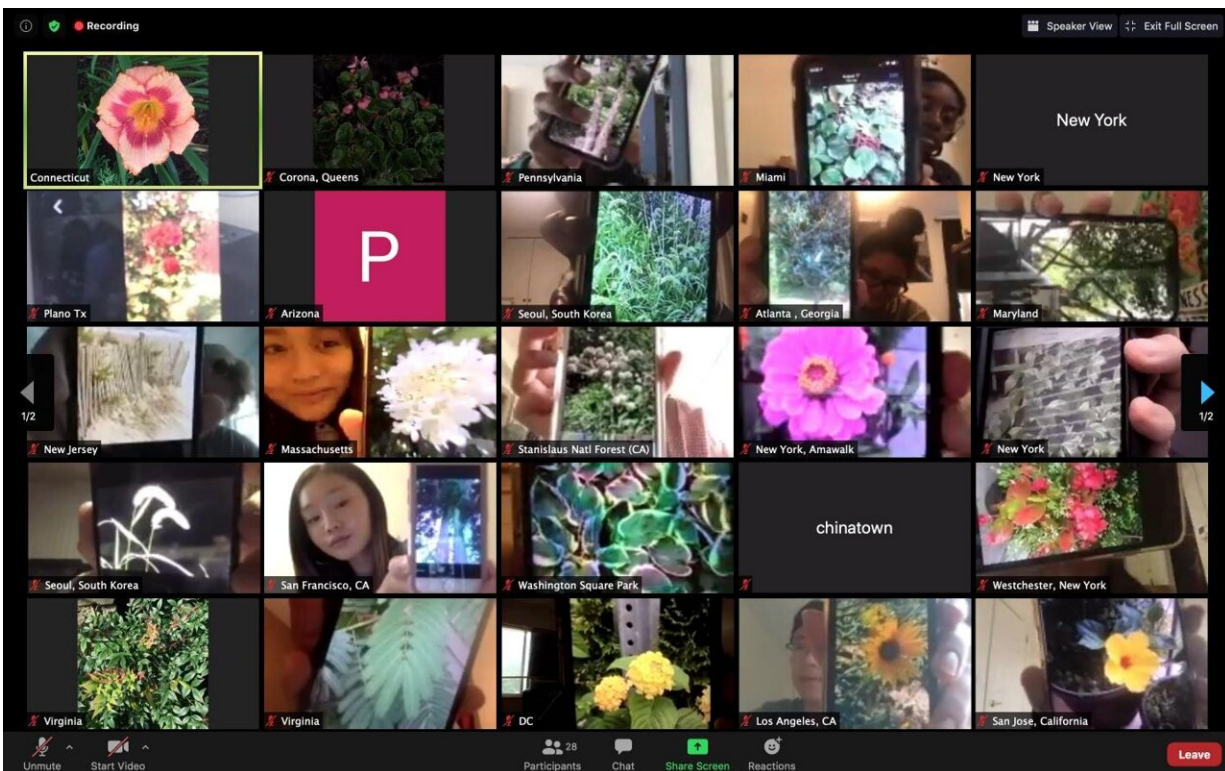 Recording
Speaker View
Exit Full Screen
Connecticut
Corona, Queens
Pennsylvania
Miami
New York
New York
Plano Tx
P
Arizona
Seoul, South Korea
Atlanta , Georgia
Maryland
1/2
New Jersey
Massachusetts
Stanislaus Natl Forest (CA)
New York, Amawalk
New York
1/2
Seoul, South Korea
San Francisco, CA
Washington Square Park
chinatown
Westchester, New York
Virginia
Virginia
DC
Los Angeles, CA
San Jose, California
Unmute
Start Video
Participants
28
Chat
Share Screen
Reactions
Leave